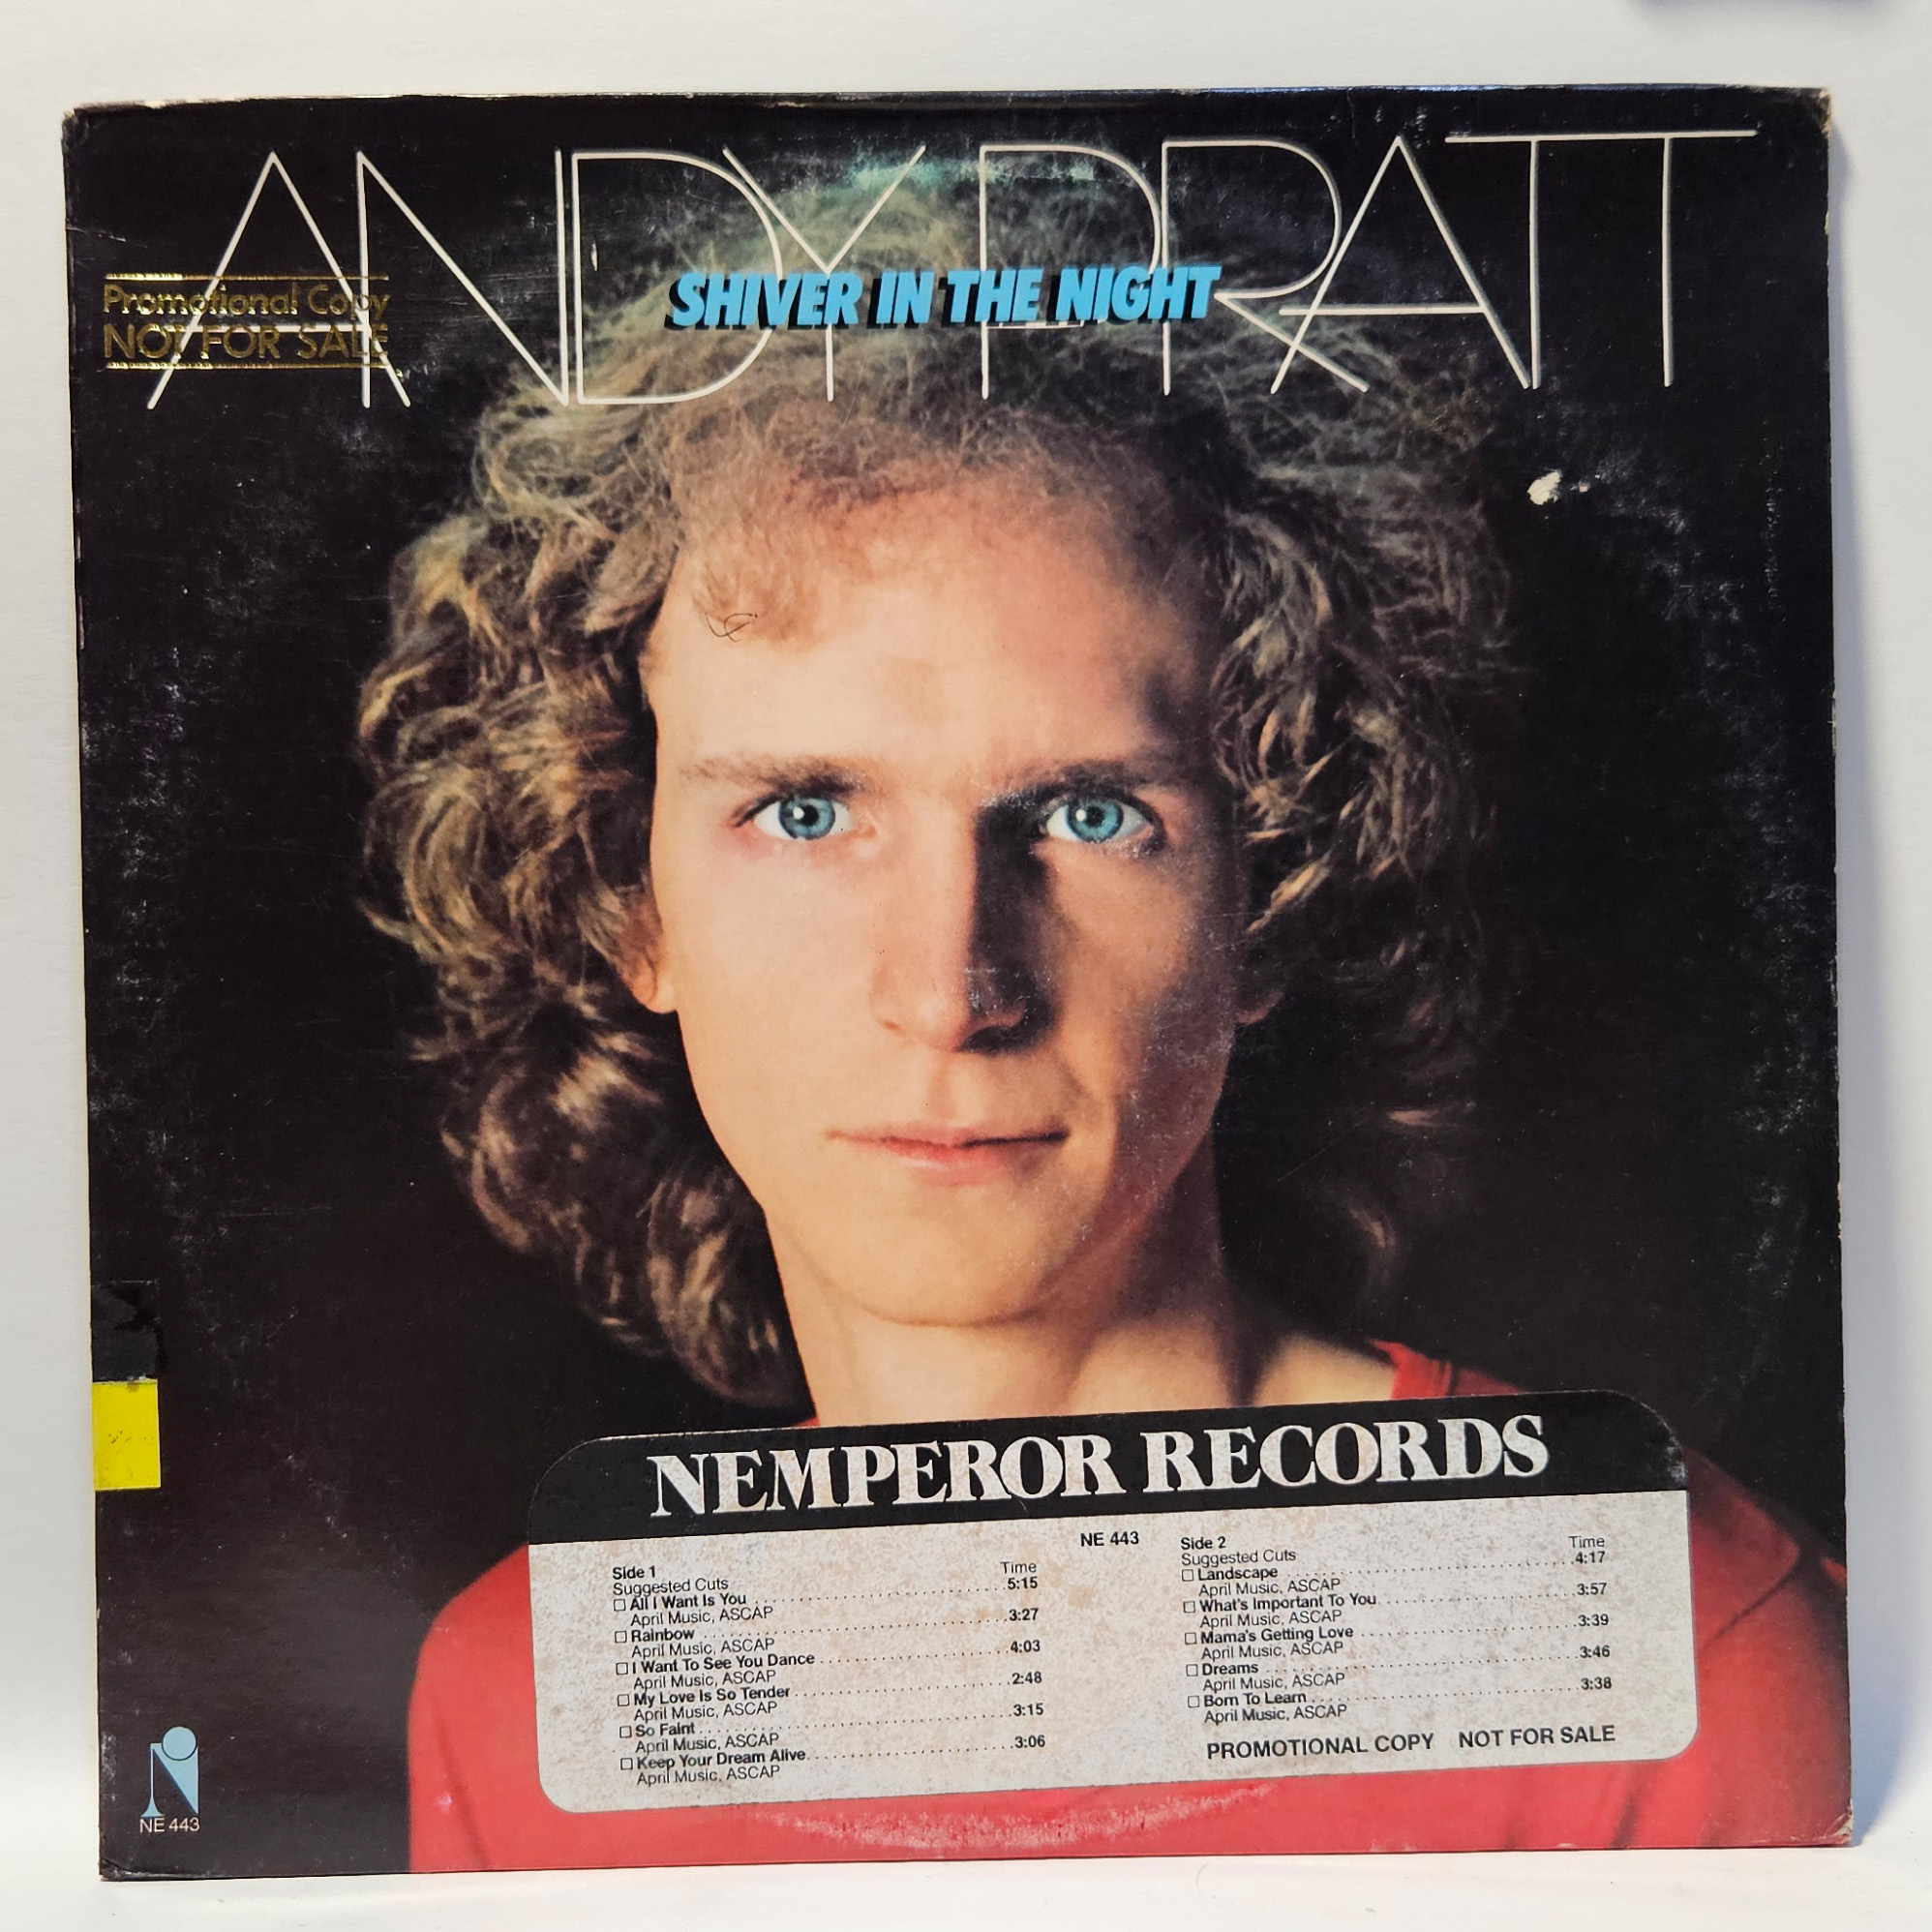 ANDY PRATT
SHIVER IN THE NIGHT
Promotional Copy
NOT FOR SALE
NEMPEROR RECORDS
NE 443
Side 1
Time
Suggested Cuts
5:15
All I Want Is You
April Music, ASCAP
3:27
Rainbow
April Music, ASCAP
4:03
I Want To See You Dance
April Music, ASCAP
2:48
My Love Is So Tender
April Music, ASCAP
3:15
So Faint
April Music, ASCAP
3:06
Keep Your Dream Alive
April Music, ASCAP
Side 2
Time
Suggested Cuts
4:17
Landscape
April Music, ASCAP
3:57
What's Important To You
April Music, ASCAP
3:39
Mama's Getting Love
April Music, ASCAP
3:46
Dreams
April Music, ASCAP
3:38
Born To Learn
April Music, ASCAP
PROMOTIONAL COPY NOT FOR SALE
NE 443